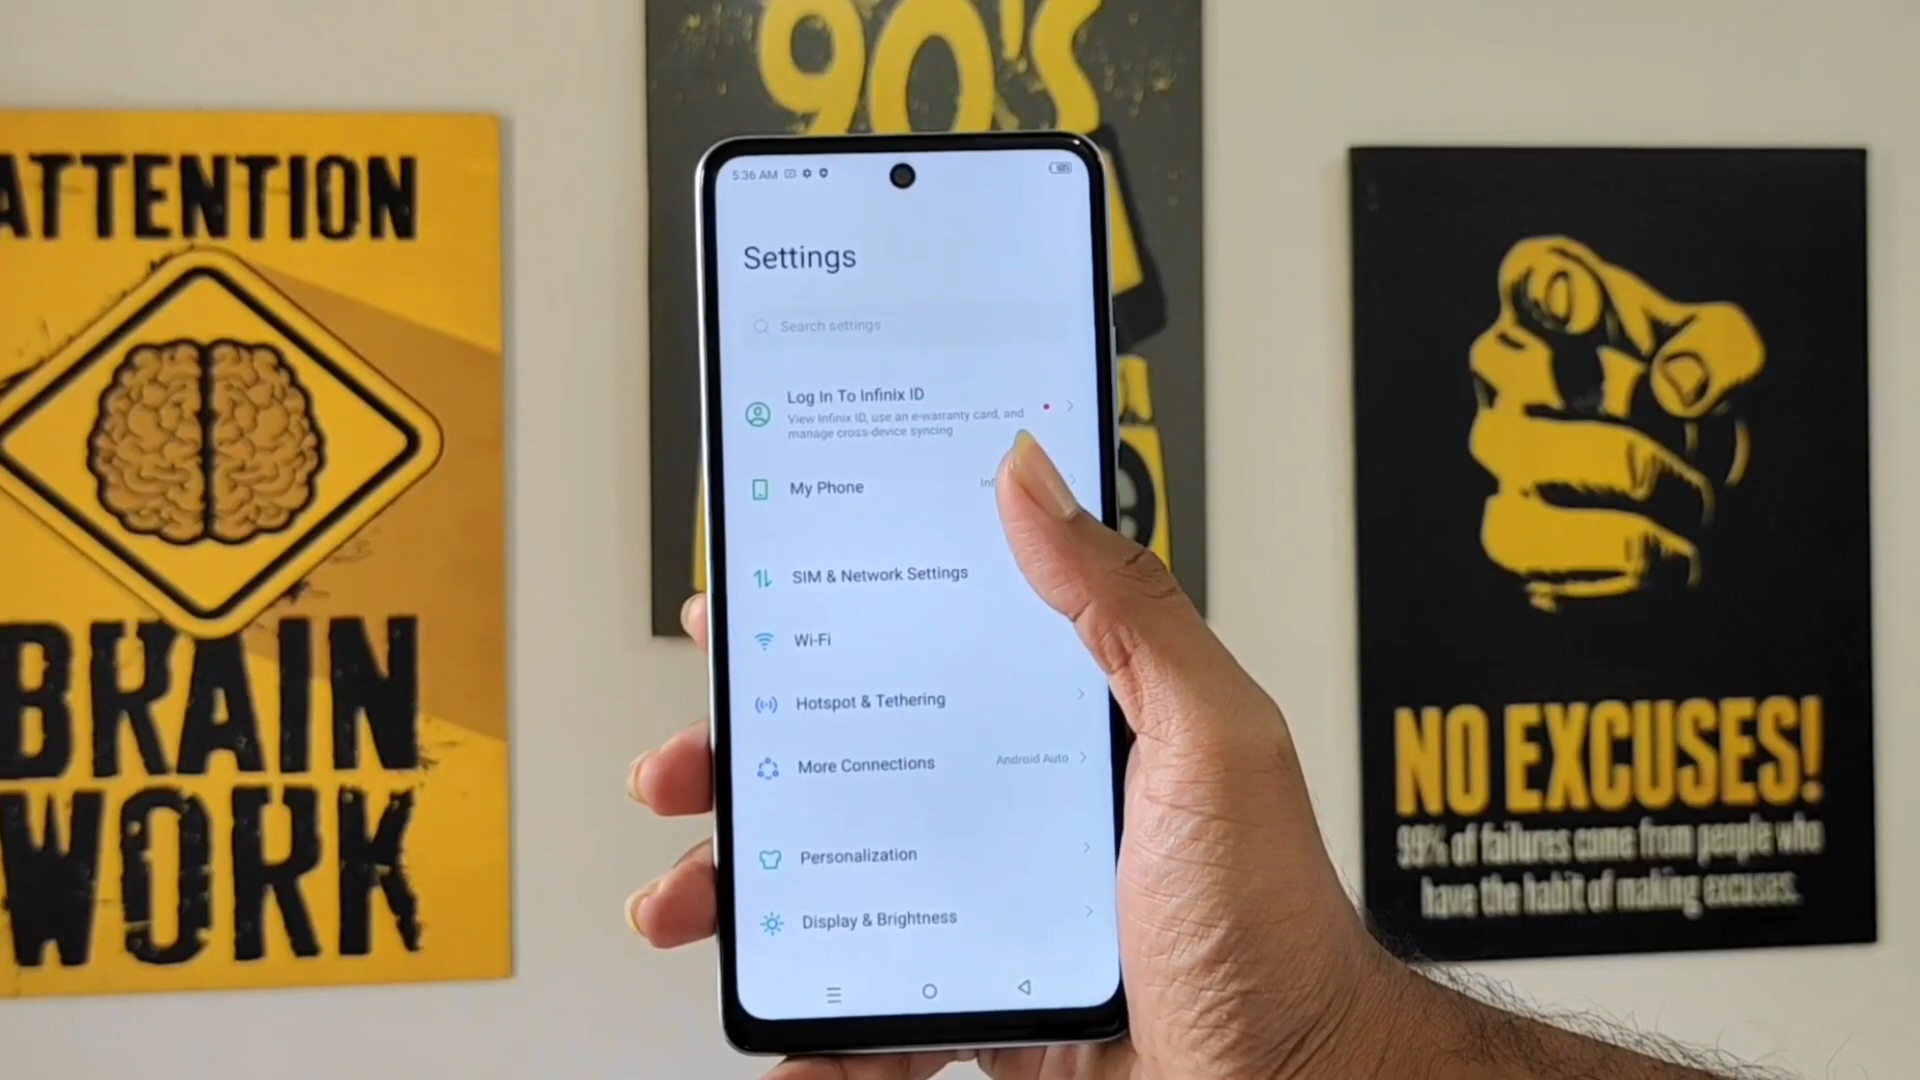 ATTENTION
BRAIN
WORK
90'S
5:36 AM
Settings
Search settings
Log In To Infinix ID
View Infinix ID, use an e-warranty card, and
manage cross-device syncing
My Phone
SIM & Network Settings
Wi-Fi
Hotspot & Tethering
More Connections Android Auto
Personalization
Display & Brightness
NO EXCUSES!
99% of failures come from people who
have the habit of making excuses.